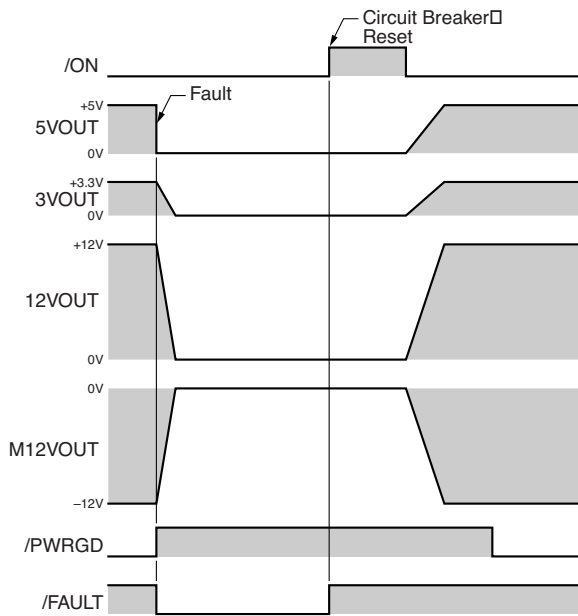 Circuit Breaker□
Reset
/ON
+5V
Fault
5VOUT
0V
+3.3V
3VOUT
0V
+12V
12VOUT
0V
0V
M12VOUT
–12V
/PWRGD
/FAULT